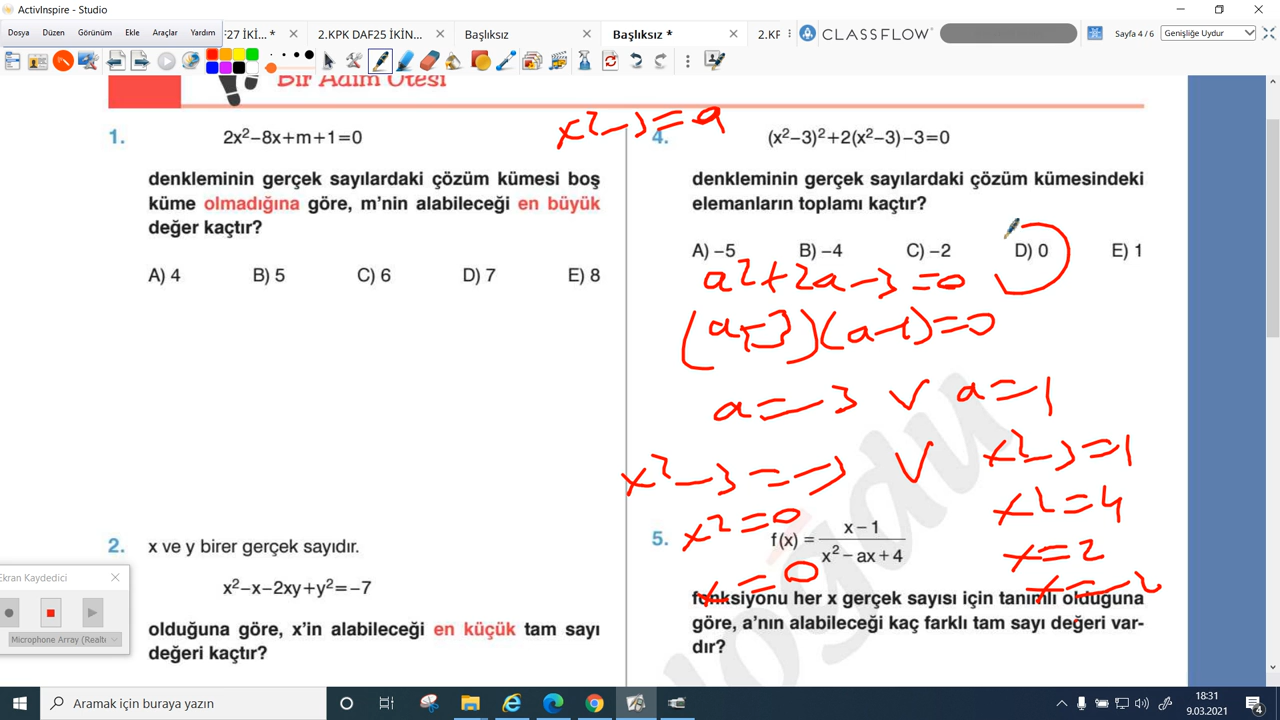 ActivInspire - Studio
Dosya Düzen Görünüm Ekle Araçlar Yardım
F27 İKİ... *
2.KPK DAF25 İKİN...
Başlıksız
Başlıksız *
2.KP
CLASSFLOW
Sayfa 4 / 6
Genişliğe Uydur
Bir Adım Ötesi
1. 2x²−8x+m+1=0
denkleminin gerçek sayılardaki çözüm kümesi boş
küme olmadığına göre, m'nin alabileceği en büyük
değer kaçtır?
A) 4 B) 5 C) 6 D) 7 E) 8
2. x ve y birer gerçek sayıdır.
x²−x−2xy+y²=−7
olduğuna göre, x'in alabileceği en küçük tam sayı
değeri kaçtır?
x²−3=a
4. (x²−3)²+2(x²−3)−3=0
denkleminin gerçek sayılardaki çözüm kümesindeki
elemanların toplamı kaçtır?
A) −5 B) −4 C) −2 D) 0 E) 1
a²+2a−3=0
(a+3)(a−1)=0
a=−3 ∨ a=1
x²−3=−3 ∨ x²−3=1
x²=0 x²=4
x=0 x=2
x=−2
5. f(x) = x−1 / x²−ax+4
fonksiyonu her x gerçek sayısı için tanımlı olduğuna
göre, a'nın alabileceği kaç farklı tam sayı değeri var-
dır?
oğdu
Ekran Kaydedici
Microphone Array (Realt
Aramak için buraya yazın
18:31
9.03.2021
4